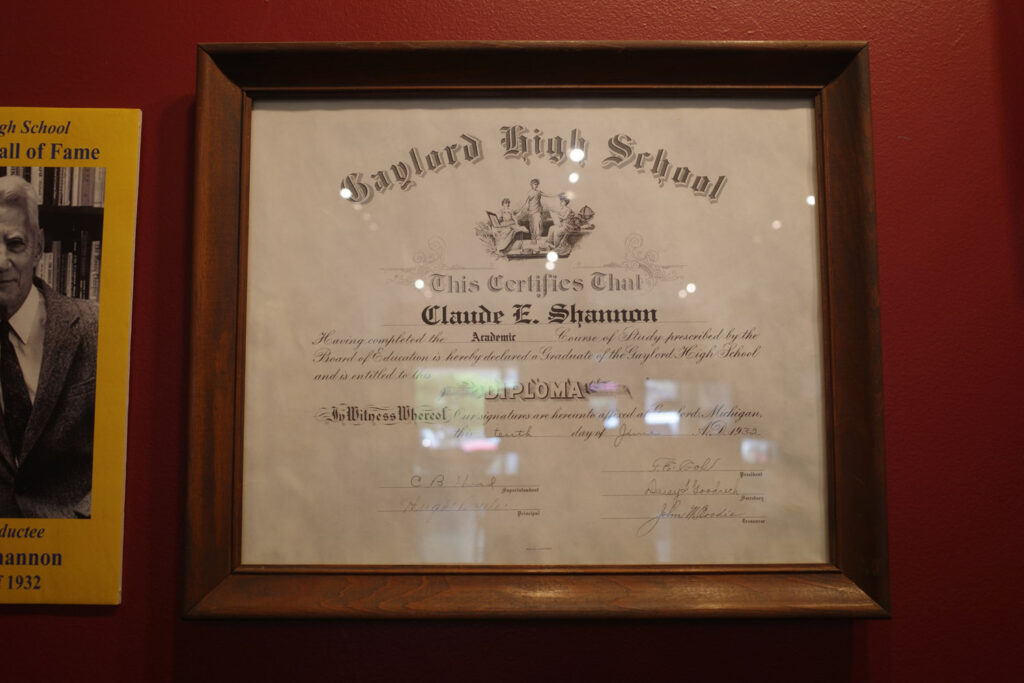 gh School
all of Fame
ductee
hannon
f 1932
Gaylord High School
This Certifies That
Claude E. Shannon
Having completed the Academic Course of Study prescribed by the
Board of Education is hereby declared a Graduate of the Gaylord High School
and is entitled to this
DIPLOMA
In Witness Whereof, Our signatures are hereunto affixed at Gaylord, Michigan,
this tenth day of June A.D. 1932
C B
Superintendent
Principal
President
Daisy Goodrich
Secretary
John
Treasurer